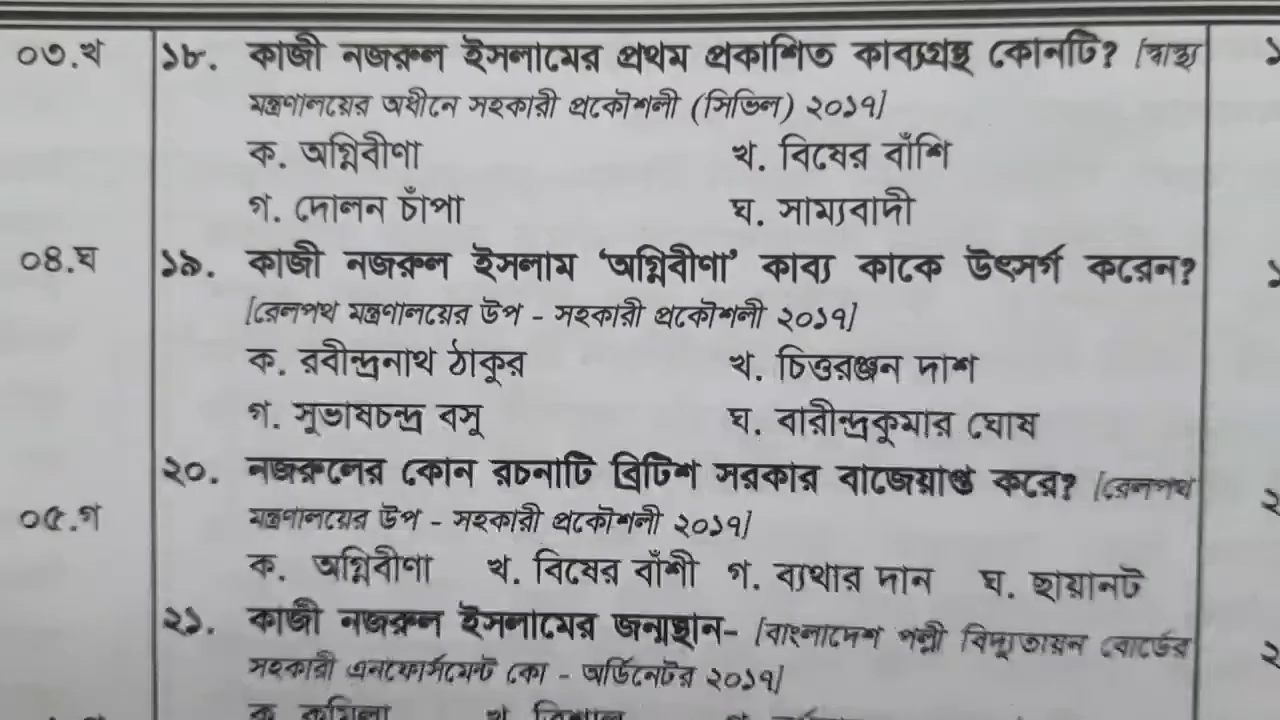 ০৩.খ
১৮. কাজী নজরুল ইসলামের প্রথম প্রকাশিত কাব্যগ্রন্থ কোনটি? [স্বাস্থ্য
মন্ত্রণালয়ের অধীনে সহকারী প্রকৌশলী (সিভিল) ২০১৭]
ক. অগ্নিবীণা খ. বিষের বাঁশি
গ. দোলন চাঁপা ঘ. সাম্যবাদী
০৪.ঘ
১৯. কাজী নজরুল ইসলাম ‘অগ্নিবীণা’ কাব্য কাকে উৎসর্গ করেন?
[রেলপথ মন্ত্রণালয়ের উপ - সহকারী প্রকৌশলী ২০১৭]
ক. রবীন্দ্রনাথ ঠাকুর খ. চিত্তরঞ্জন দাশ
গ. সুভাষচন্দ্র বসু ঘ. বারীন্দ্রকুমার ঘোষ
২০. নজরুলের কোন রচনাটি ব্রিটিশ সরকার বাজেয়াপ্ত করে? [রেলপথ
০৫.গ
মন্ত্রণালয়ের উপ - সহকারী প্রকৌশলী ২০১৭]
ক. অগ্নিবীণা খ. বিষের বাঁশী গ. ব্যথার দান ঘ. ছায়ানট
২১. কাজী নজরুল ইসলামের জন্মস্থান- [বাংলাদেশ পল্লী বিদ্যুতায়ন বোর্ডের
সহকারী এনফোর্সমেন্ট কো - অর্ডিনেটর ২০১৭]
ক. কুমিল্লা খ. বরিশাল